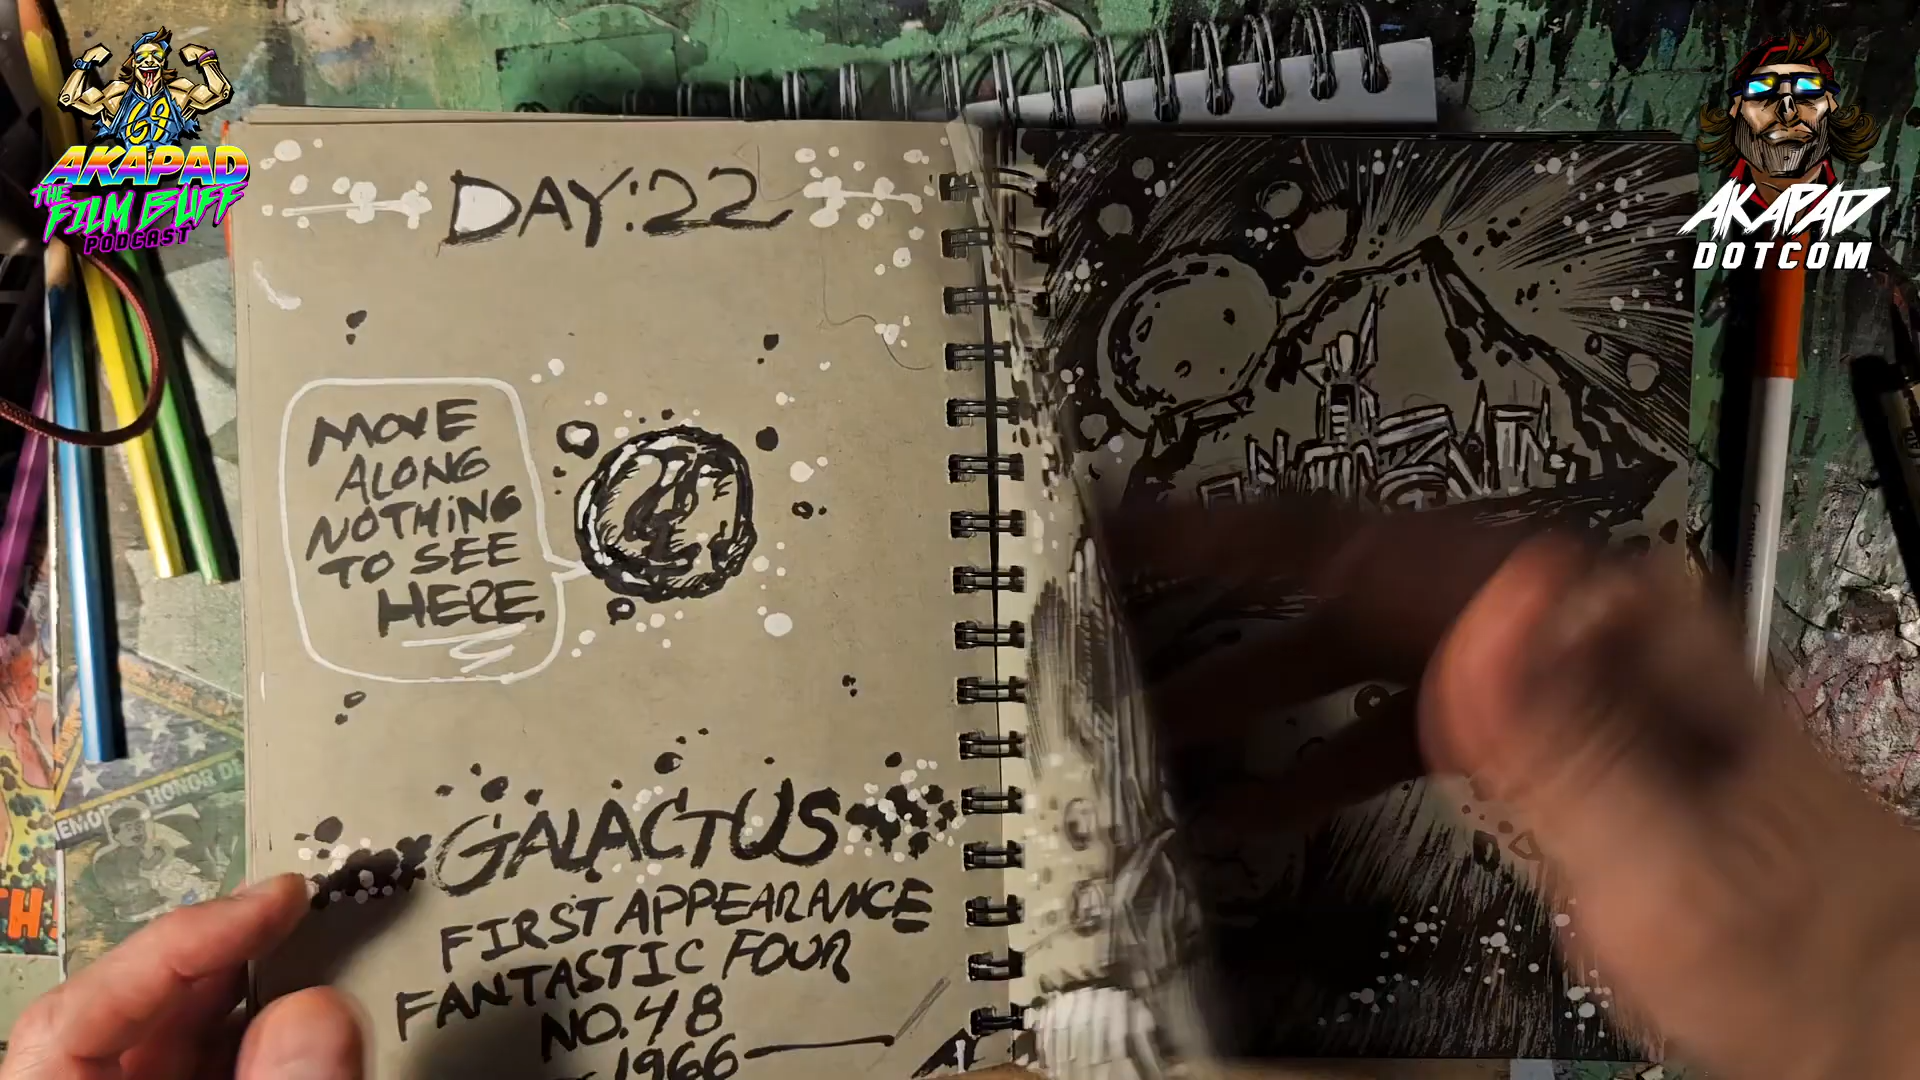 AKAPAD
THE
FILM BUFF
PODCAST
AKAPAD
DOTCOM
DAY:22
MOVE
ALONG
NOTHING
TO SEE
HERE.
GALACTUS
FIRST APPEARANCE
FANTASTIC FOUR
NO.48
1966
HONOR